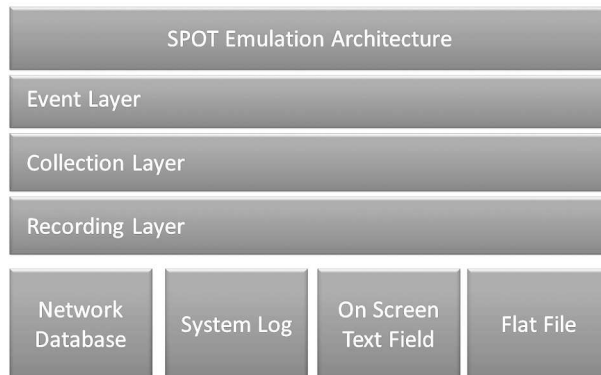 SPOT Emulation Architecture
Event Layer
Collection Layer
Recording Layer
Network
Database
System Log
On Screen
Text Field
Flat File